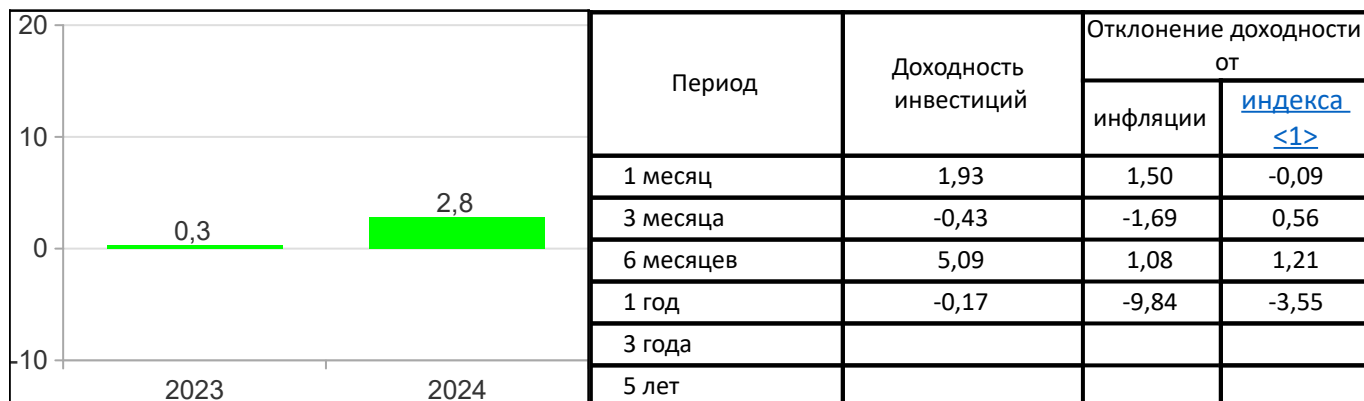 20
10
0
-10
0,3
2,8
2023 2024
Период
Доходность
инвестиций
Отклонение доходности
от
инфляции
индекса
<1>
1 месяц 1,93 1,50 -0,09
3 месяца -0,43 -1,69 0,56
6 месяцев 5,09 1,08 1,21
1 год -0,17 -9,84 -3,55
3 года
5 лет